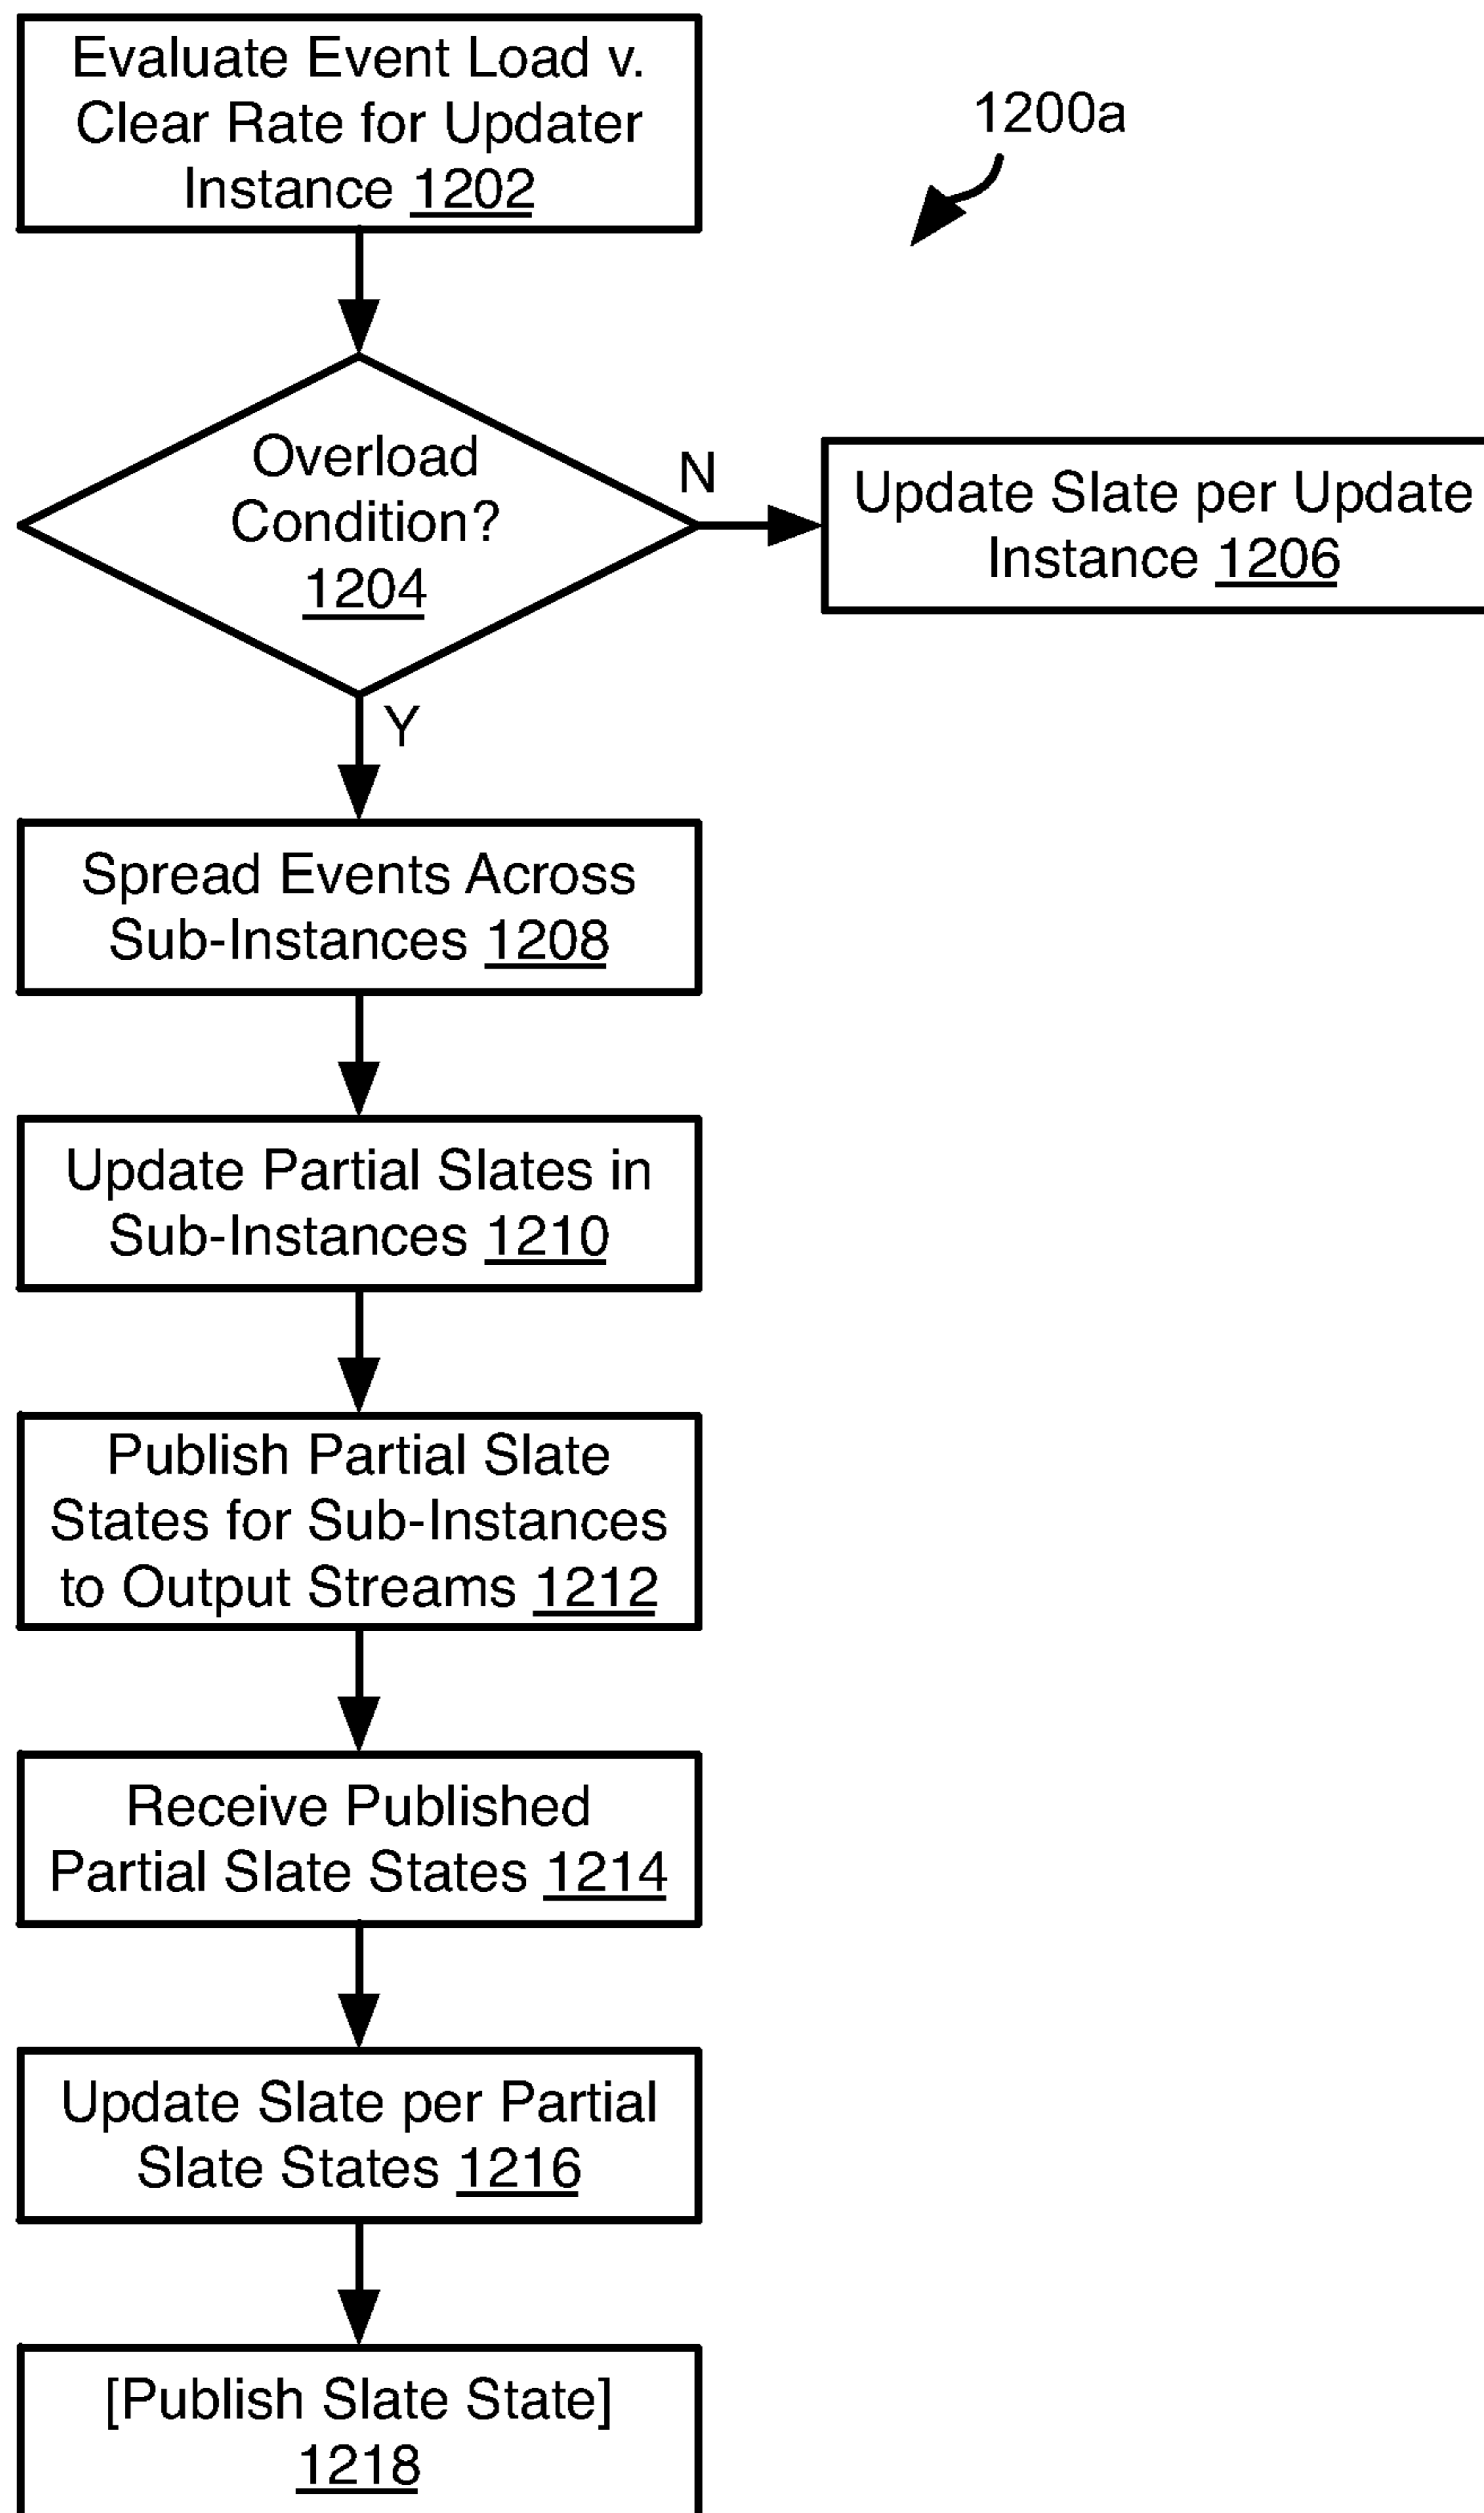 Evaluate Event Load v.
Clear Rate for Updater
Instance 1202
1200a
Overload
Condition?
1204
N
Update Slate per Update
Instance 1206
Y
Spread Events Across
Sub-Instances 1208
Update Partial Slates in
Sub-Instances 1210
Publish Partial Slate
States for Sub-Instances
to Output Streams 1212
Receive Published
Partial Slate States 1214
Update Slate per Partial
Slate States 1216
[Publish Slate State]
1218